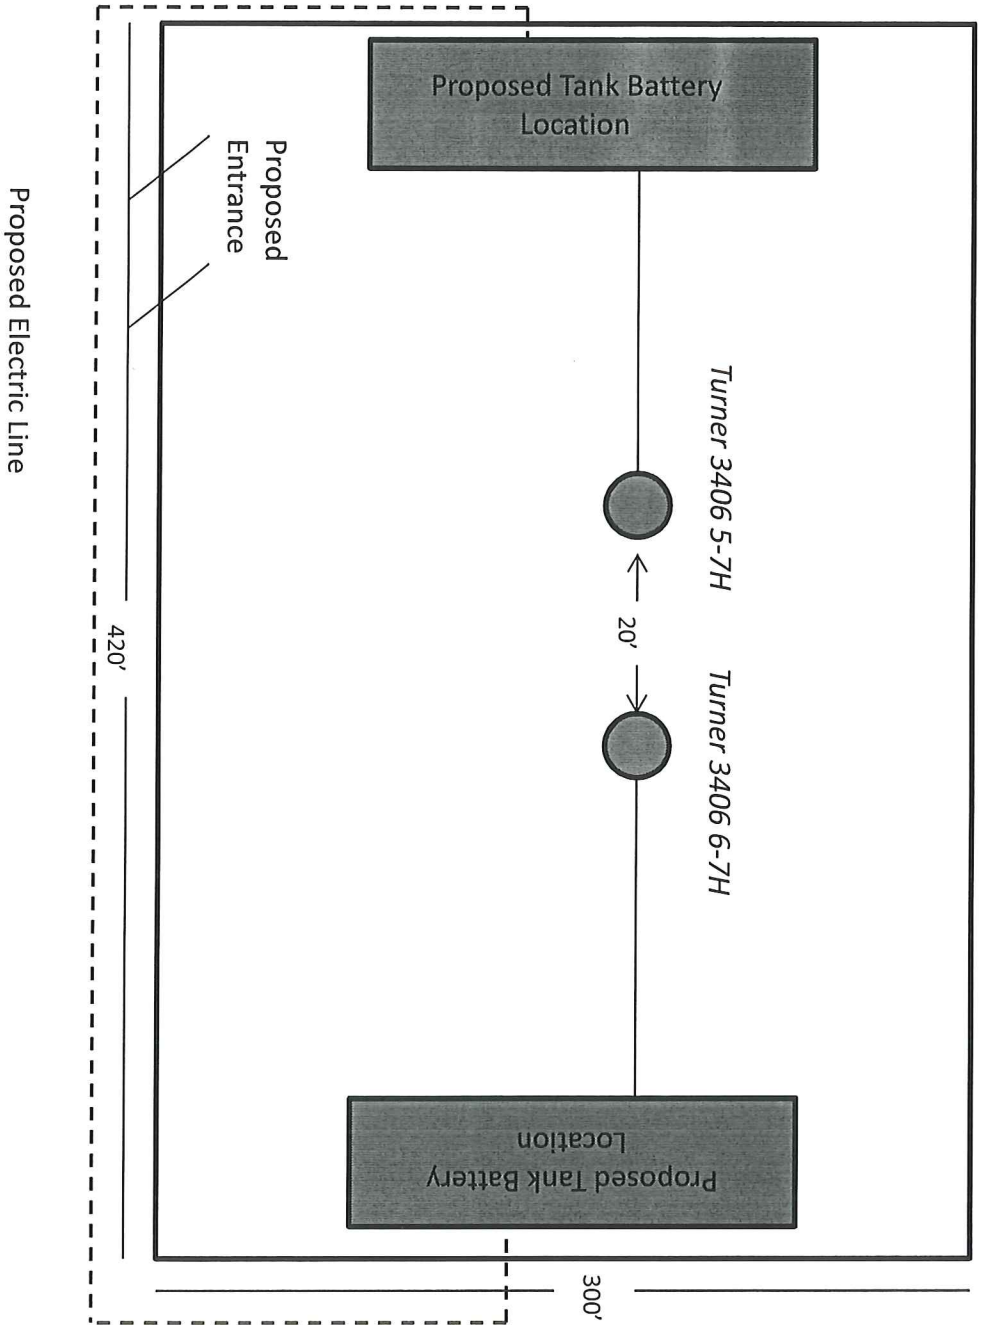 Proposed Tank Battery
Location
Proposed
Entrance
Proposed Electric Line
Turner 3406 5-7H
20'
Turner 3406 6-7H
420'
Proposed Tank Battery
Location
300'